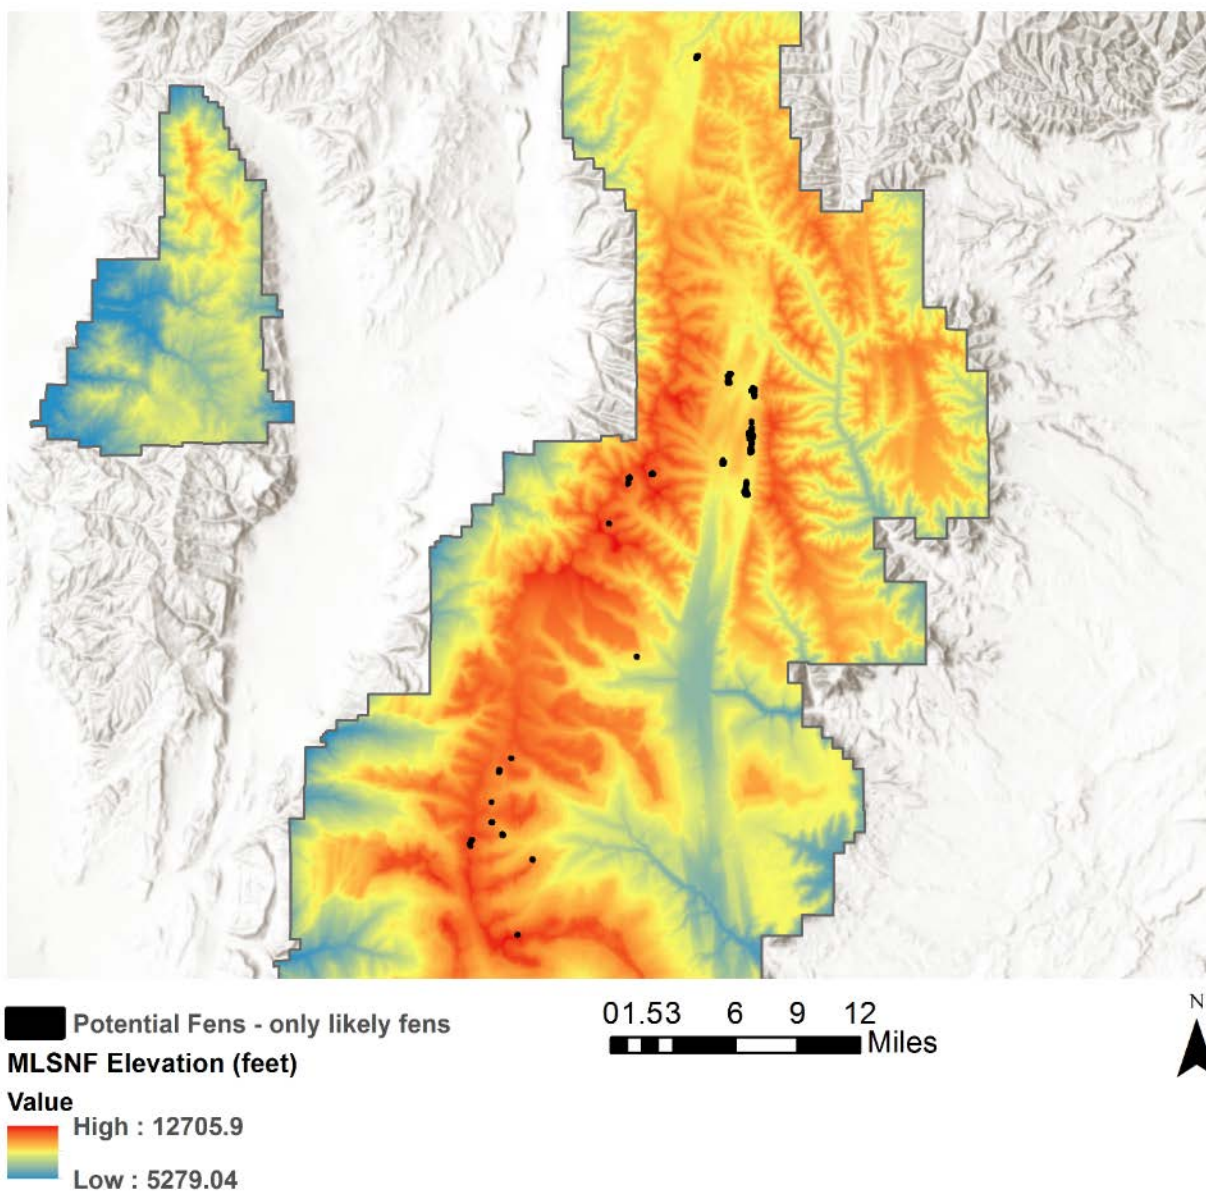 Potential Fens - only likely fens
MLSNF Elevation (feet)
Value
High : 12705.9
Low : 5279.04
01.53 6 9 12
Miles
N